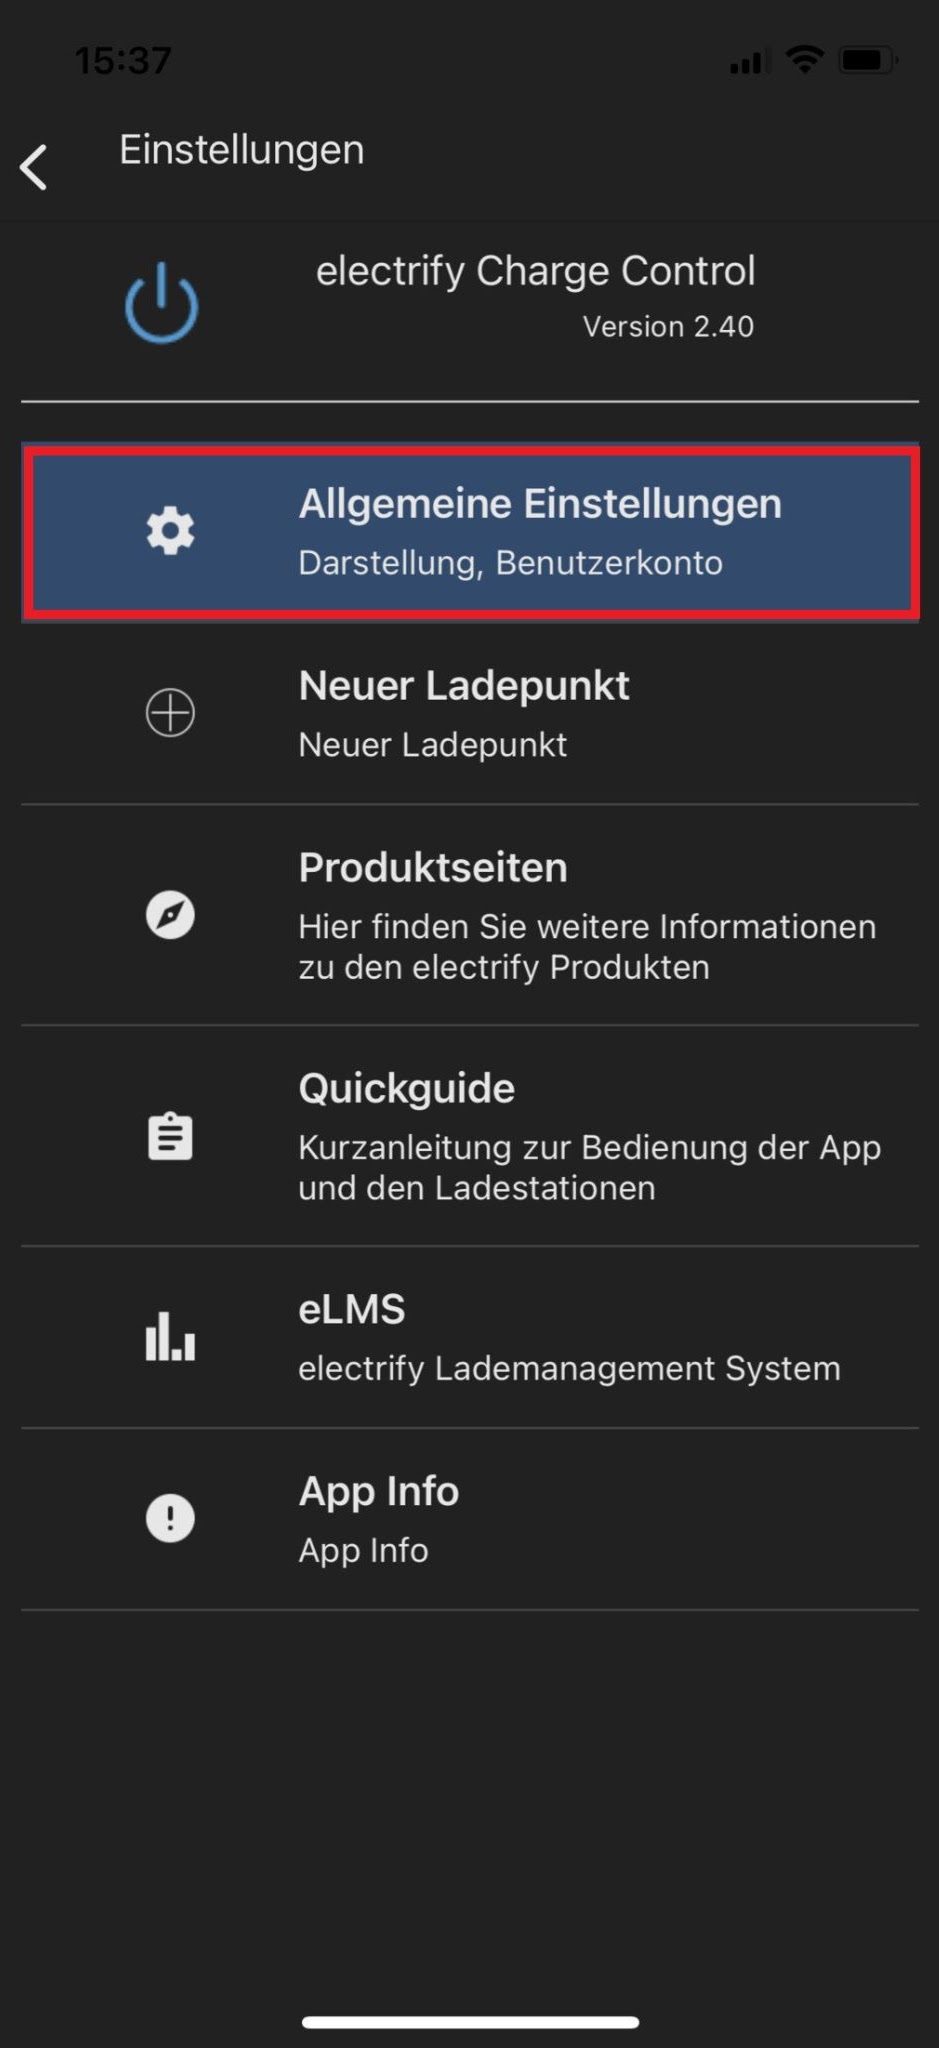 15:37
Einstellungen
electrify Charge Control
Version 2.40
Allgemeine Einstellungen
Darstellung, Benutzerkonto
Neuer Ladepunkt
Neuer Ladepunkt
Produktseiten
Hier finden Sie weitere Informationen
zu den electrify Produkten
Quickguide
Kurzanleitung zur Bedienung der App
und den Ladestationen
eLMS
electrify Lademanagement System
App Info
App Info